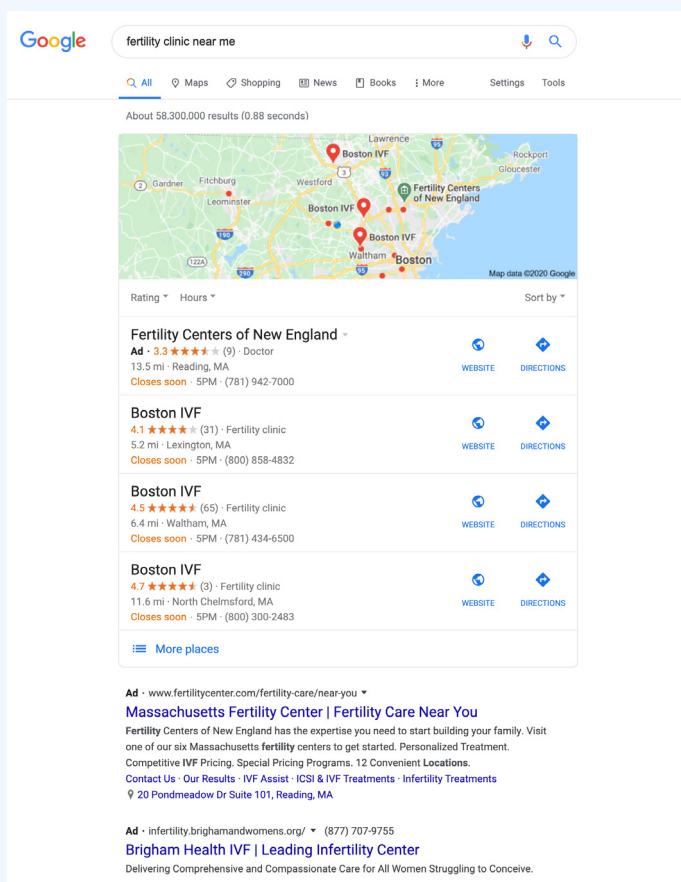 Google
fertility clinic near me
All Maps Shopping News Books More Settings Tools
About 58,300,000 results (0.88 seconds)
Lawrence
95
Boston IVF
Rockport
3
93
Gloucester
2
Gardner
Fitchburg
Westford
Fertility Centers
of New England
Leominster
Boston IVF
190
Boston IVF
Waltham
Boston
122A
290
95
Map data ©2020 Google
Rating Hours Sort by
Fertility Centers of New England
Ad · 3.3 (9) · Doctor
13.5 mi · Reading, MA
Closes soon · 5PM · (781) 942-7000
WEBSITE DIRECTIONS
Boston IVF
4.1 (31) · Fertility clinic
5.2 mi · Lexington, MA
Closes soon · 5PM · (800) 858-4832
WEBSITE DIRECTIONS
Boston IVF
4.5 (65) · Fertility clinic
6.4 mi · Waltham, MA
Closes soon · 5PM · (781) 434-6500
WEBSITE DIRECTIONS
Boston IVF
4.7 (3) · Fertility clinic
11.6 mi · North Chelmsford, MA
Closes soon · 5PM · (800) 300-2483
WEBSITE DIRECTIONS
More places
Ad · www.fertilitycenter.com/fertility-care/near-you
Massachusetts Fertility Center | Fertility Care Near You
Fertility Centers of New England has the expertise you need to start building your family. Visit
one of our six Massachusetts fertility centers to get started. Personalized Treatment.
Competitive IVF Pricing. Special Pricing Programs. 12 Convenient Locations.
Contact Us · Our Results · IVF Assist · ICSI & IVF Treatments · Infertility Treatments
20 Pondmeadow Dr Suite 101, Reading, MA
Ad · infertility.brighamandwomens.org/ (877) 707-9755
Brigham Health IVF | Leading Infertility Center
Delivering Comprehensive and Compassionate Care for All Women Struggling to Conceive.